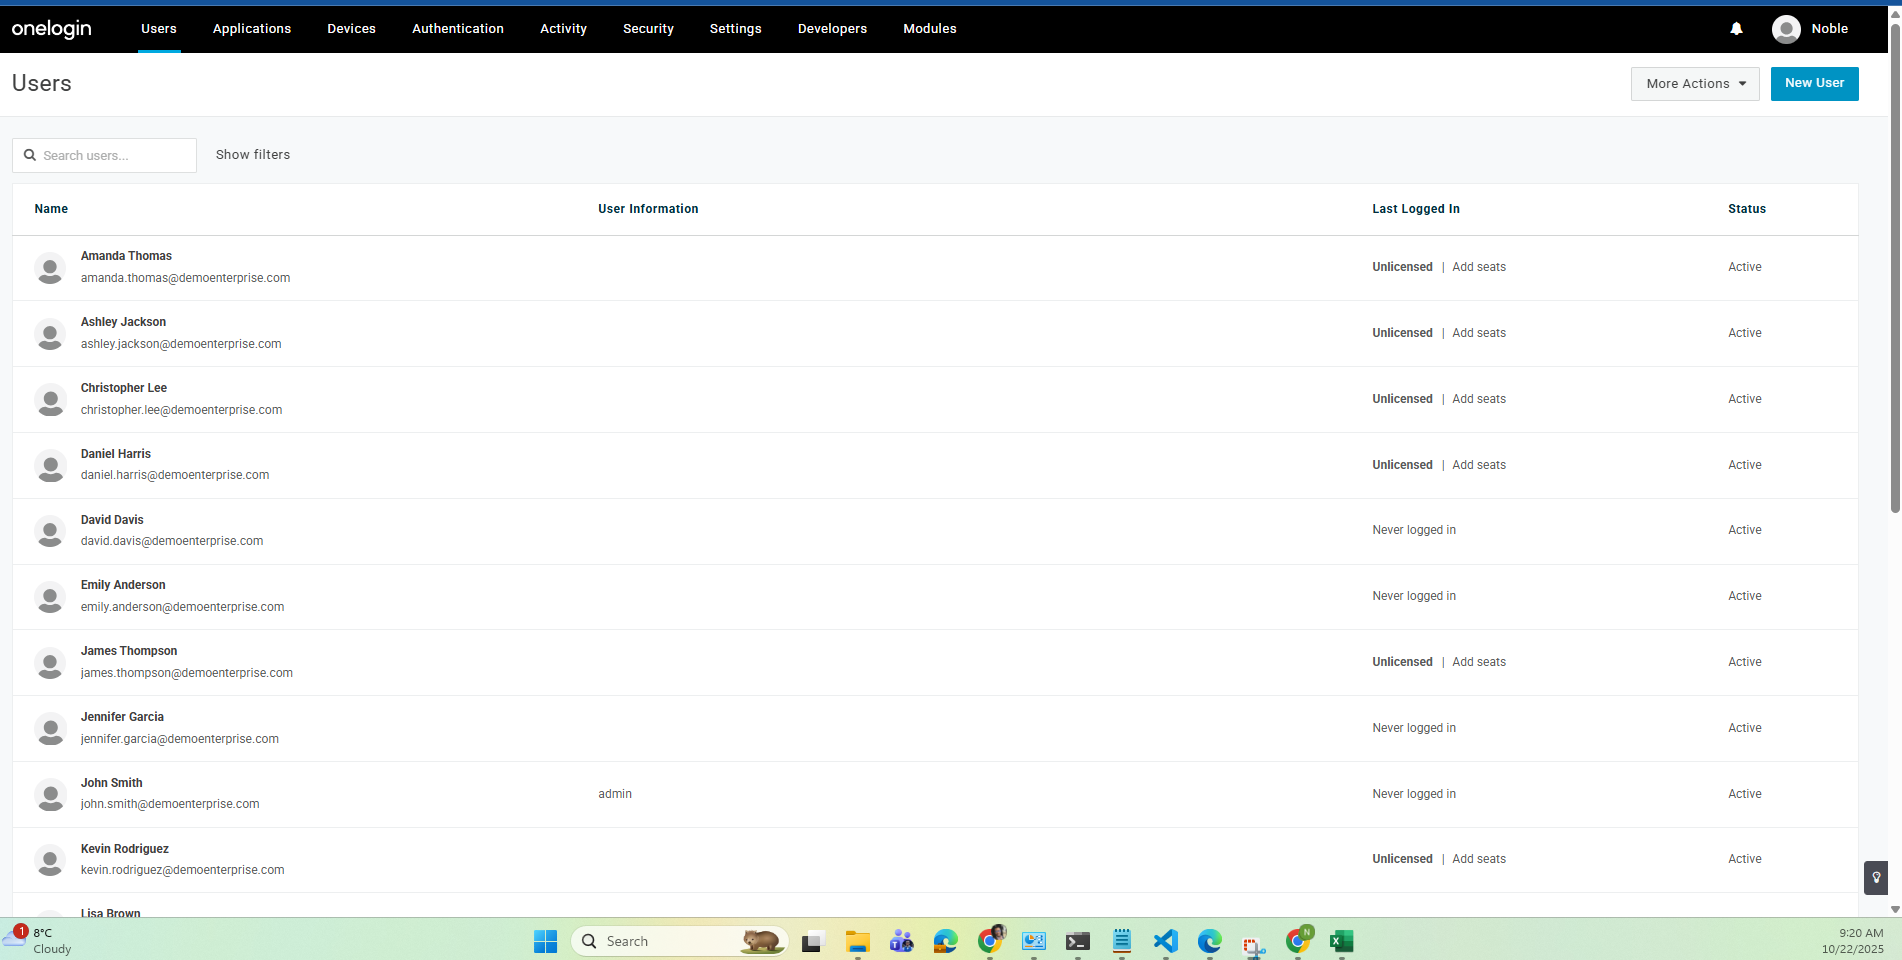 onelogin Users Applications Devices Authentication Activity Security Settings Developers Modules Noble
Users More Actions New User
Search users... Show filters
Name User Information Last Logged In Status
Amanda Thomas
amanda.thomas@demoenterprise.com Unlicensed | Add seats Active
Ashley Jackson
ashley.jackson@demoenterprise.com Unlicensed | Add seats Active
Christopher Lee
christopher.lee@demoenterprise.com Unlicensed | Add seats Active
Daniel Harris
daniel.harris@demoenterprise.com Unlicensed | Add seats Active
David Davis
david.davis@demoenterprise.com Never logged in Active
Emily Anderson
emily.anderson@demoenterprise.com Never logged in Active
James Thompson
james.thompson@demoenterprise.com Unlicensed | Add seats Active
Jennifer Garcia
jennifer.garcia@demoenterprise.com Never logged in Active
John Smith
john.smith@demoenterprise.com admin Never logged in Active
Kevin Rodriguez
kevin.rodriguez@demoenterprise.com Unlicensed | Add seats Active
Lisa Brown
1 8°C
Cloudy
Search
N
9:20 AM
10/22/2025